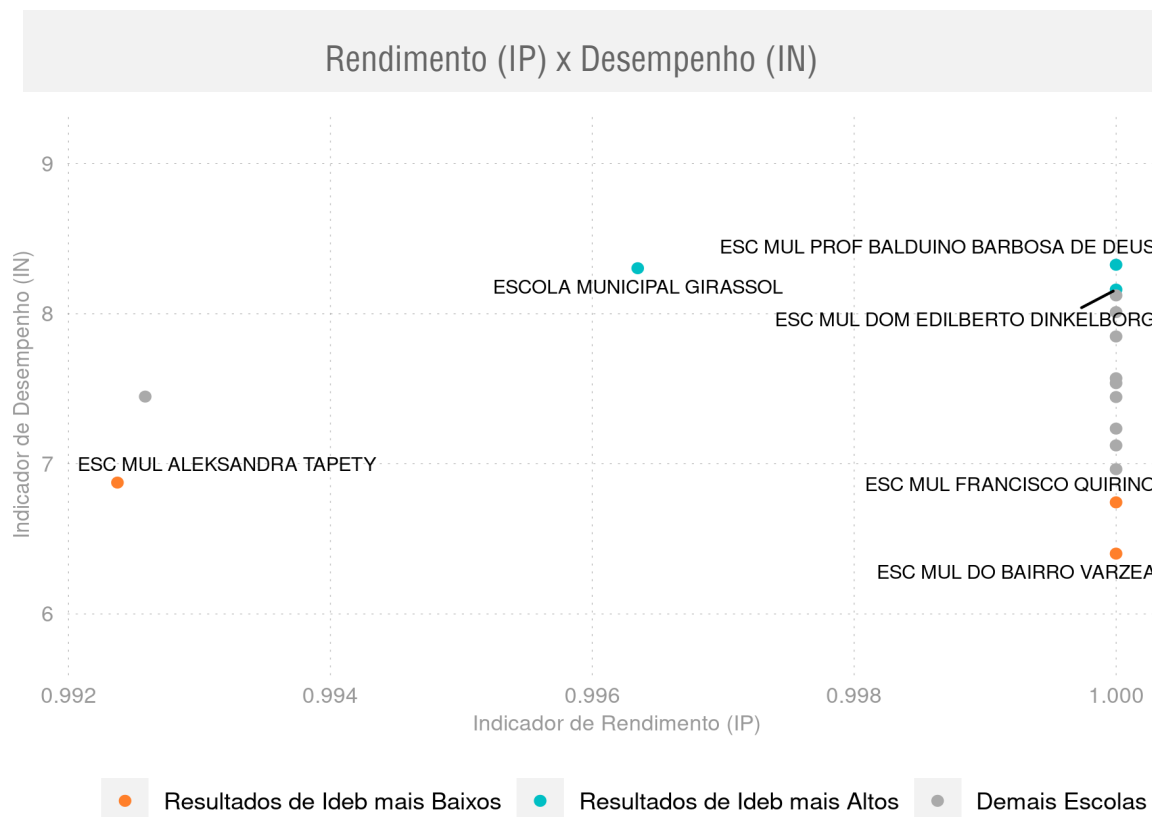 Rendimento (IP) x Desempenho (IN)
9
ESC MUL PROF BALDUINO BARBOSA DE DEUS
ESCOLA MUNICIPAL GIRASSOL
8
ESC MUL DOM EDILBERTO DINKELBORG
Indicador de Desempenho (IN)
7
ESC MUL ALEKSANDRA TAPETY
ESC MUL FRANCISCO QUIRINO
ESC MUL DO BAIRRO VARZEA
6
0.992 0.994 0.996 0.998 1.000
Indicador de Rendimento (IP)
Resultados de Ideb mais Baixos Resultados de Ideb mais Altos Demais Escolas